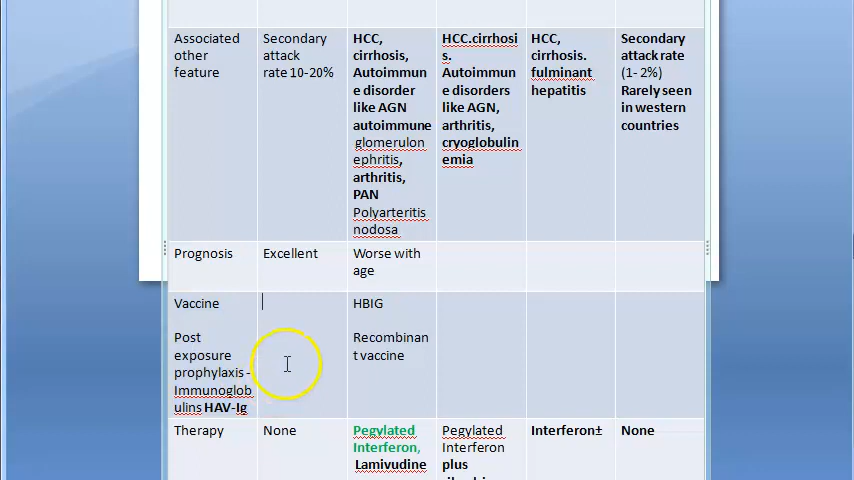 Associated
other
feature
Secondary
attack
rate 10-20%
HCC,
cirrhosis,
Autoimmun
e disorder
like AGN
autoimmune
glomerulon
ephritis,
arthritis,
PAN
Polyarteritis
nodosa
HCC.cirrhosi
s.
Autoimmun
e disorders
like AGN,
arthritis,
cryoglobulin
emia
HCC,
cirrhosis.
fulminant
hepatitis
Secondary
attack rate
(1- 2%)
Rarely seen
in western
countries
Prognosis
Excellent
Worse with
age
Vaccine
Post
exposure
prophylaxis -
Immunoglob
ulins HAV-Ig
HBIG
Recombinan
t vaccine
Therapy
None
Pegylated
Interferon,
Lamivudine
Pegylated
Interferon
plus
Interferon±
None